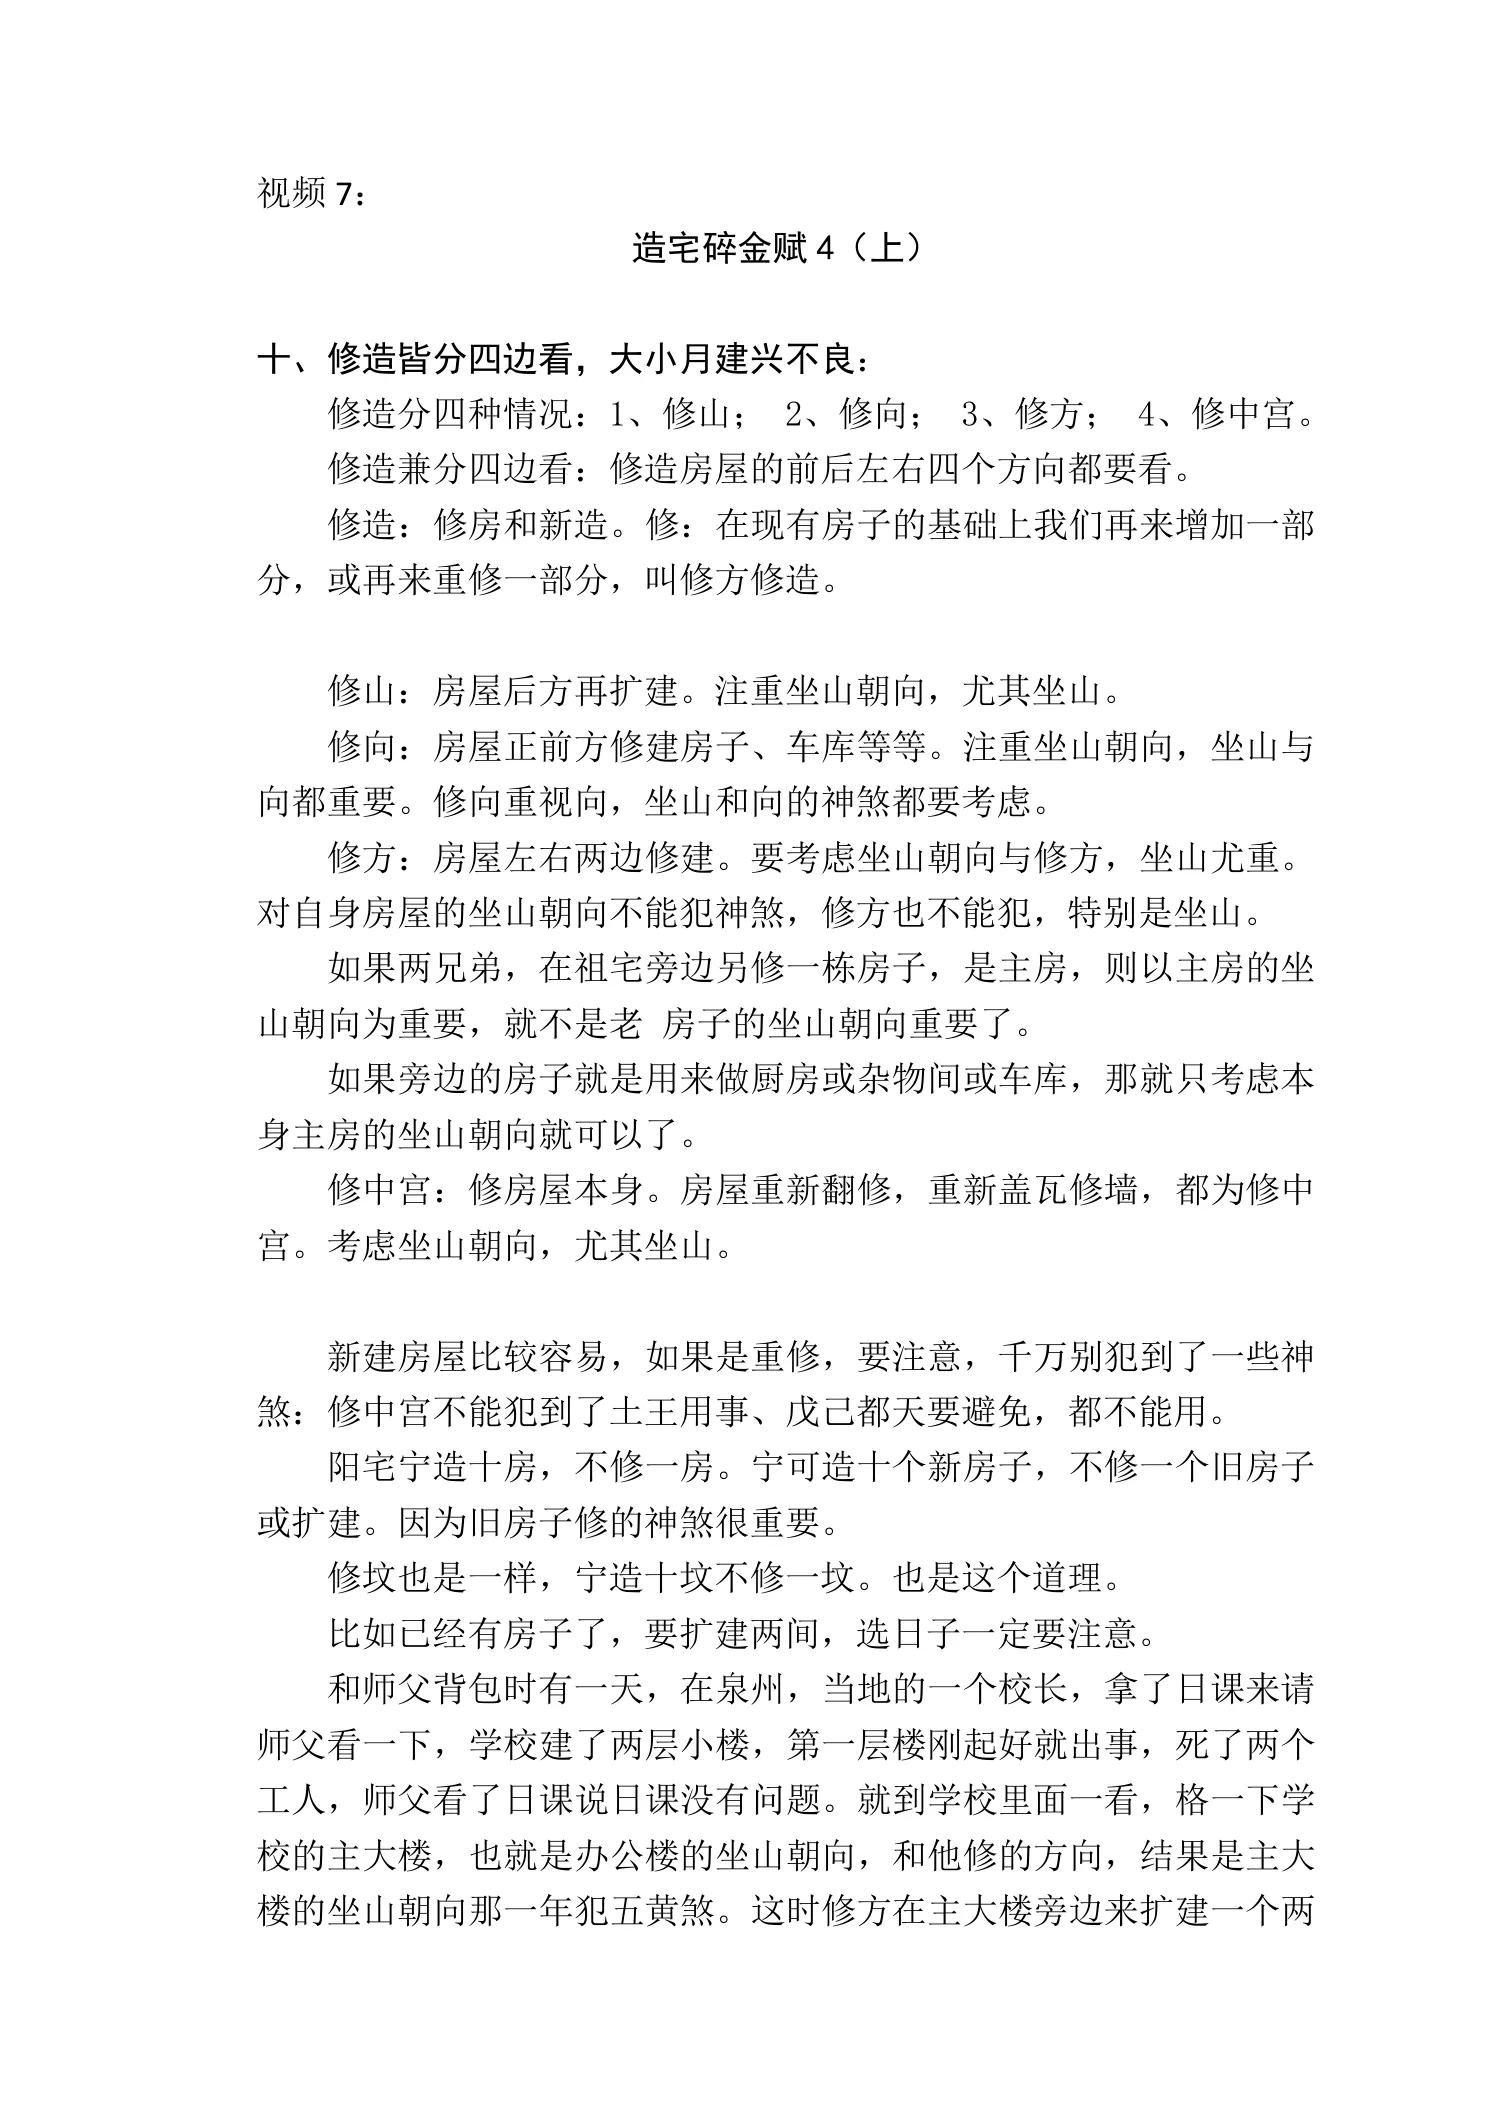 视频 7：
造宅碎金赋 4（上）
十、修造皆分四边看，大小月建兴不良：
修造分四种情况：1、修山； 2、修向； 3、修方； 4、修中宫。
修造兼分四边看：修造房屋的前后左右四个方向都要看。
修造：修房和新造。修：在现有房子的基础上我们再来增加一部
分，或再来重修一部分，叫修方修造。
修山：房屋后方再扩建。注重坐山朝向，尤其坐山。
修向：房屋正前方修建房子、车库等等。注重坐山朝向，坐山与
向都重要。修向重视向，坐山和向的神煞都要考虑。
修方：房屋左右两边修建。要考虑坐山朝向与修方，坐山尤重。
对自身房屋的坐山朝向不能犯神煞，修方也不能犯，特别是坐山。
如果两兄弟，在祖宅旁边另修一栋房子，是主房，则以主房的坐
山朝向为重要，就不是老 房子的坐山朝向重要了。
如果旁边的房子就是用来做厨房或杂物间或车库，那就只考虑本
身主房的坐山朝向就可以了。
修中宫：修房屋本身。房屋重新翻修，重新盖瓦修墙，都为修中
宫。考虑坐山朝向，尤其坐山。
新建房屋比较容易，如果是重修，要注意，千万别犯到了一些神
煞：修中宫不能犯到了土王用事、戊己都天要避免，都不能用。
阳宅宁造十房，不修一房。宁可造十个新房子，不修一个旧房子
或扩建。因为旧房子修的神煞很重要。
修坟也是一样，宁造十坟不修一坟。也是这个道理。
比如已经有房子了，要扩建两间，选日子一定要注意。
和师父背包时有一天，在泉州，当地的一个校长，拿了日课来请
师父看一下，学校建了两层小楼，第一层楼刚起好就出事，死了两个
工人，师父看了日课说日课没有问题。就到学校里面一看，格一下学
校的主大楼，也就是办公楼的坐山朝向，和他修的方向，结果是主大
楼的坐山朝向那一年犯五黄煞。这时修方在主大楼旁边来扩建一个两